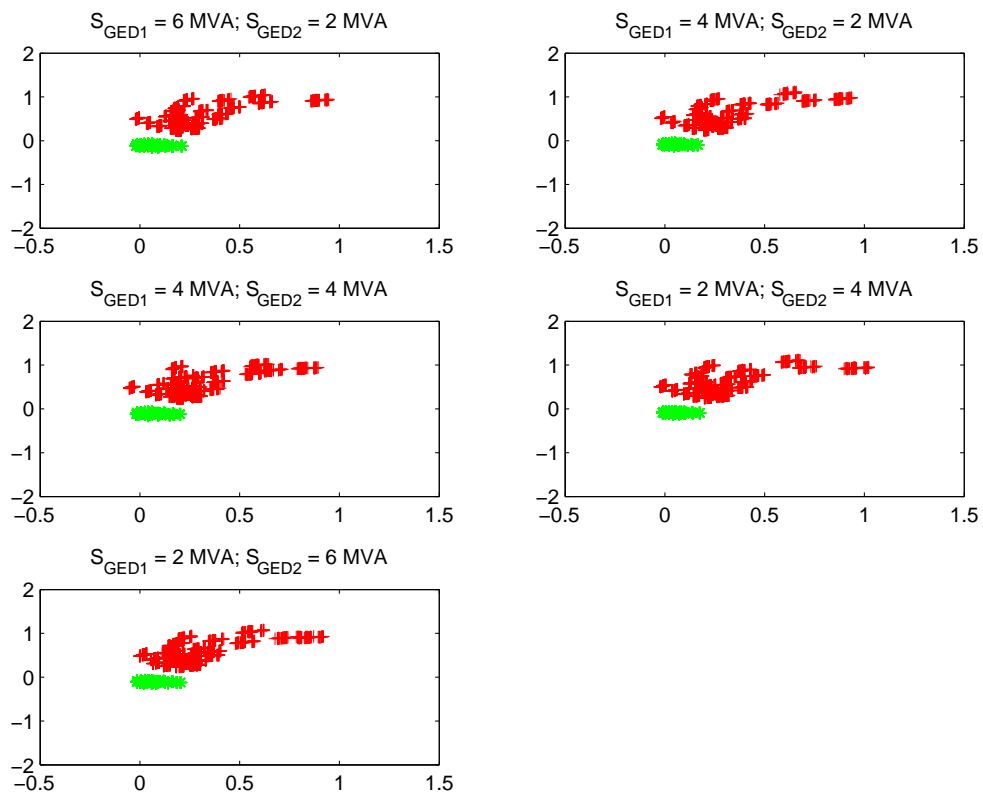 S_GED1 = 6 MVA; S_GED2 = 2 MVA
2
1
0
−1
−2
−0.5 0 0.5 1 1.5
S_GED1 = 4 MVA; S_GED2 = 2 MVA
2
1
0
−1
−2
−0.5 0 0.5 1 1.5
S_GED1 = 4 MVA; S_GED2 = 4 MVA
2
1
0
−1
−2
−0.5 0 0.5 1 1.5
S_GED1 = 2 MVA; S_GED2 = 4 MVA
2
1
0
−1
−2
−0.5 0 0.5 1 1.5
S_GED1 = 2 MVA; S_GED2 = 6 MVA
2
1
0
−1
−2
−0.5 0 0.5 1 1.5